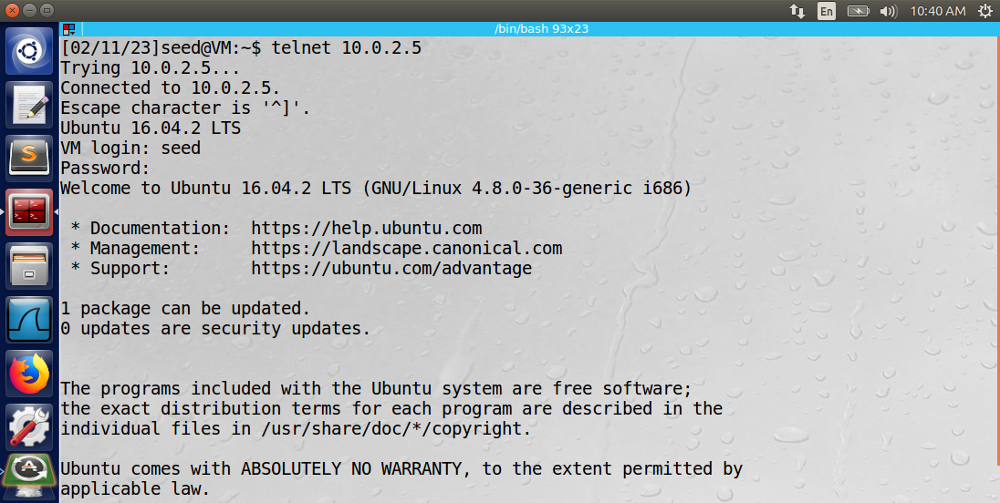 En
10:40 AM
/bin/bash 93x23
[02/11/23]seed@VM:~$ telnet 10.0.2.5
Trying 10.0.2.5...
Connected to 10.0.2.5.
Escape character is '^]'.
Ubuntu 16.04.2 LTS
VM login: seed
Password:
Welcome to Ubuntu 16.04.2 LTS (GNU/Linux 4.8.0-36-generic i686)
* Documentation:  https://help.ubuntu.com
* Management:     https://landscape.canonical.com
* Support:        https://ubuntu.com/advantage
1 package can be updated.
0 updates are security updates.
The programs included with the Ubuntu system are free software;
the exact distribution terms for each program are described in the
individual files in /usr/share/doc/*/copyright.
Ubuntu comes with ABSOLUTELY NO WARRANTY, to the extent permitted by
applicable law.